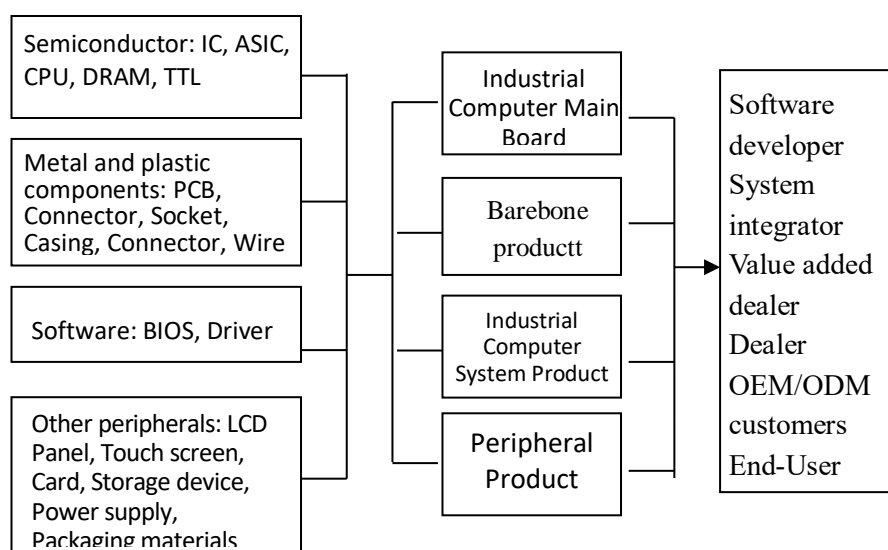 Semiconductor: IC, ASIC,
CPU, DRAM, TTL
Metal and plastic
components: PCB,
Connector, Socket,
Casing, Connector, Wire
Software: BIOS, Driver
Other peripherals: LCD
Panel, Touch screen,
Card, Storage device,
Power supply,
Packaging materials
Industrial
Computer Main
Board
Barebone
productt
Industrial
Computer
System Product
Peripheral
Product
Software
developer
System
integrator
Value added
dealer
Dealer
OEM/ODM
customers
End-User